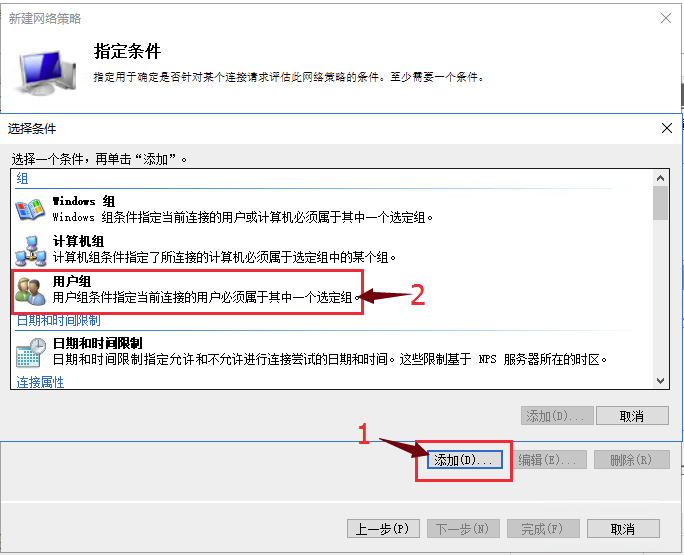 新建网络策略
指定条件
指定用于确定是否针对某个连接请求评估此网络策略的条件。至少需要一个条件。
选择条件
选择一个条件，再单击“添加”。
组
Windows 组
Windows 组条件指定当前连接的用户或计算机必须属于其中一个选定组。
计算机组
计算机组条件指定了所连接的计算机必须属于选定组中的某个组。
用户组
用户组条件指定当前连接的用户必须属于其中一个选定组。
2
日期和时间限制
日期和时间限制
日期和时间限制指定允许和不允许进行连接尝试的日期和时间。这些限制基于 NPS 服务器所在的时区。
连接属性
添加(D)... 取消
1
添加(D)... 编辑(E)... 删除(R)
上一步(P) 下一步(N) 完成(F) 取消